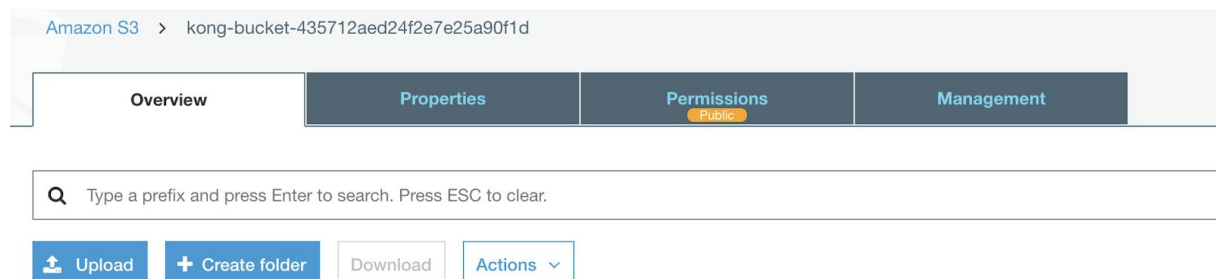 Amazon S3 > kong-bucket-435712aed24f2e7e25a90f1d
Overview Properties Permissions Management
Public
Type a prefix and press Enter to search. Press ESC to clear.
Upload + Create folder Download Actions